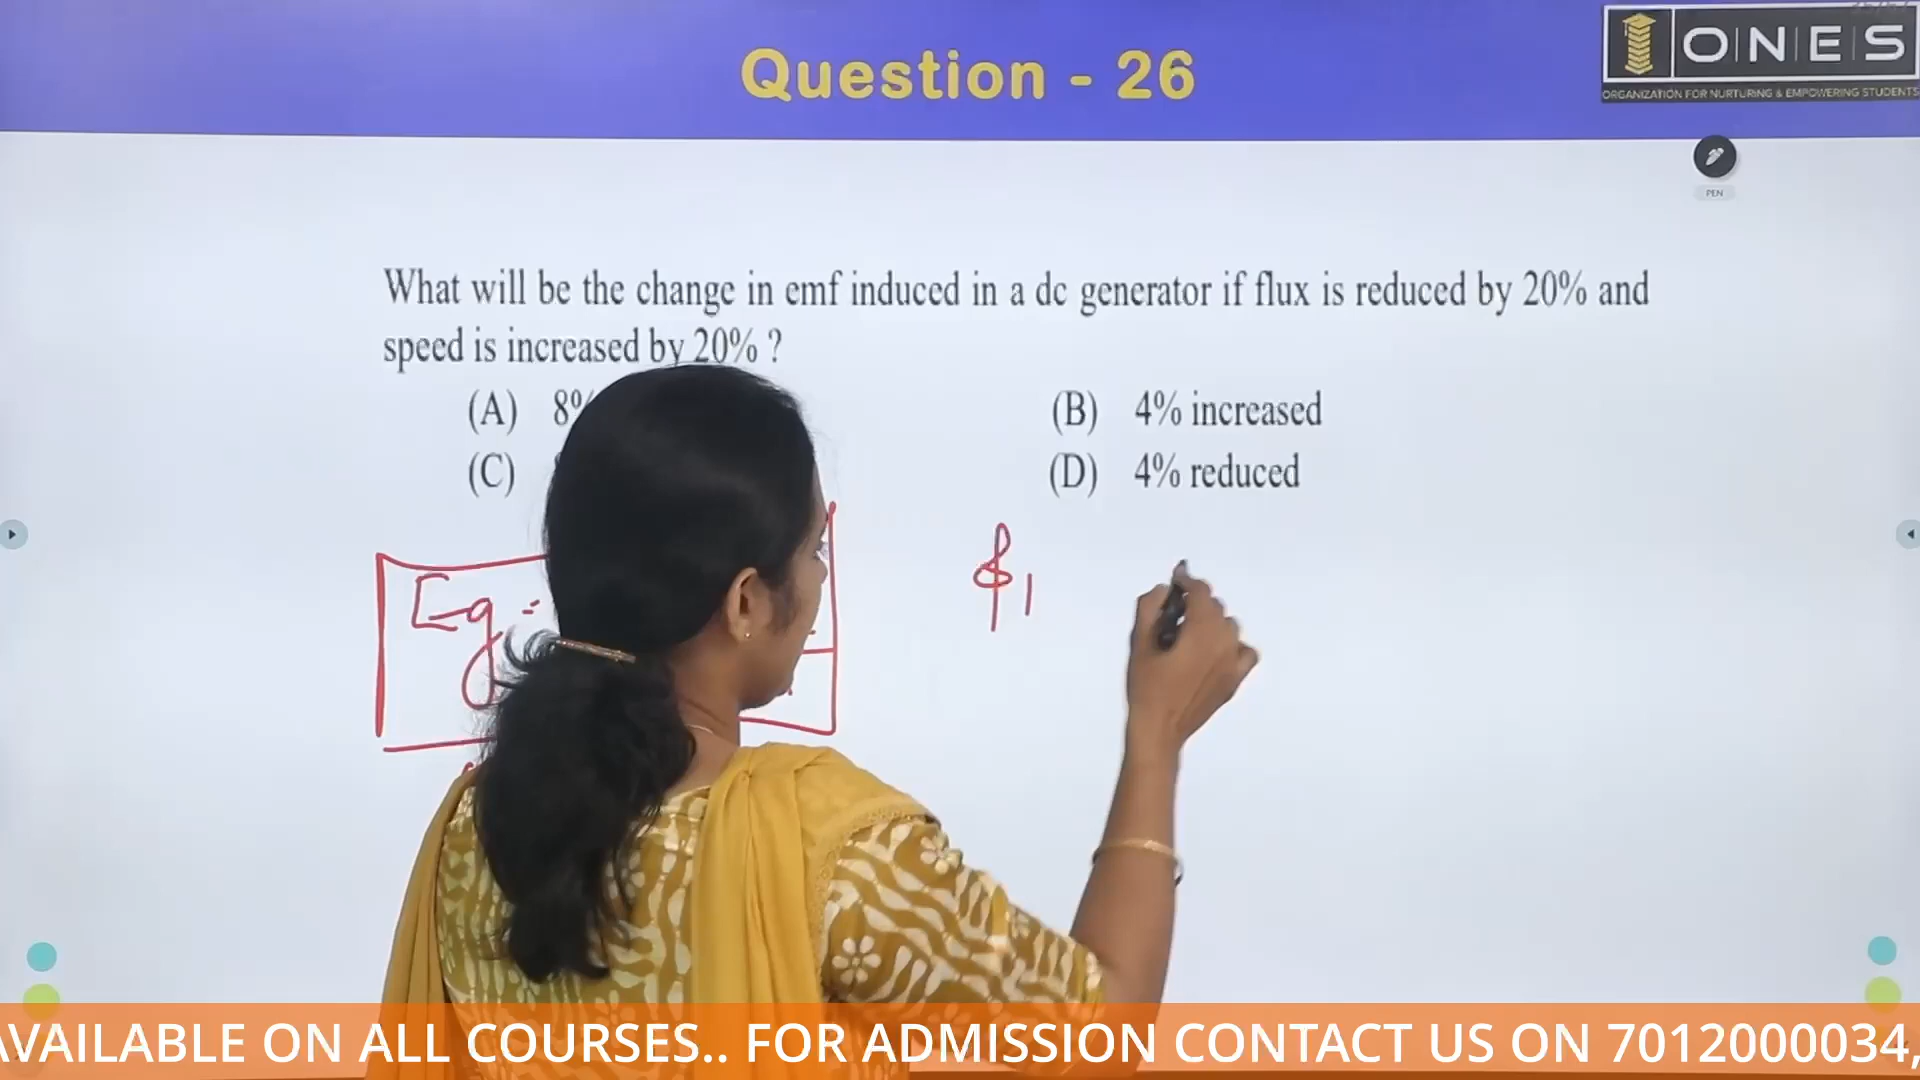 Question - 26
ONES
ORGANIZATION FOR NURTURING & EMPOWERING STUDENTS
PEN
What will be the change in emf induced in a dc generator if flux is reduced by 20% and
speed is increased by 20% ?
(A) 8%
(B) 4% increased
(C)
(D) 4% reduced
Eg =
ϕ1
AVAILABLE ON ALL COURSES.. FOR ADMISSION CONTACT US ON 7012000034,